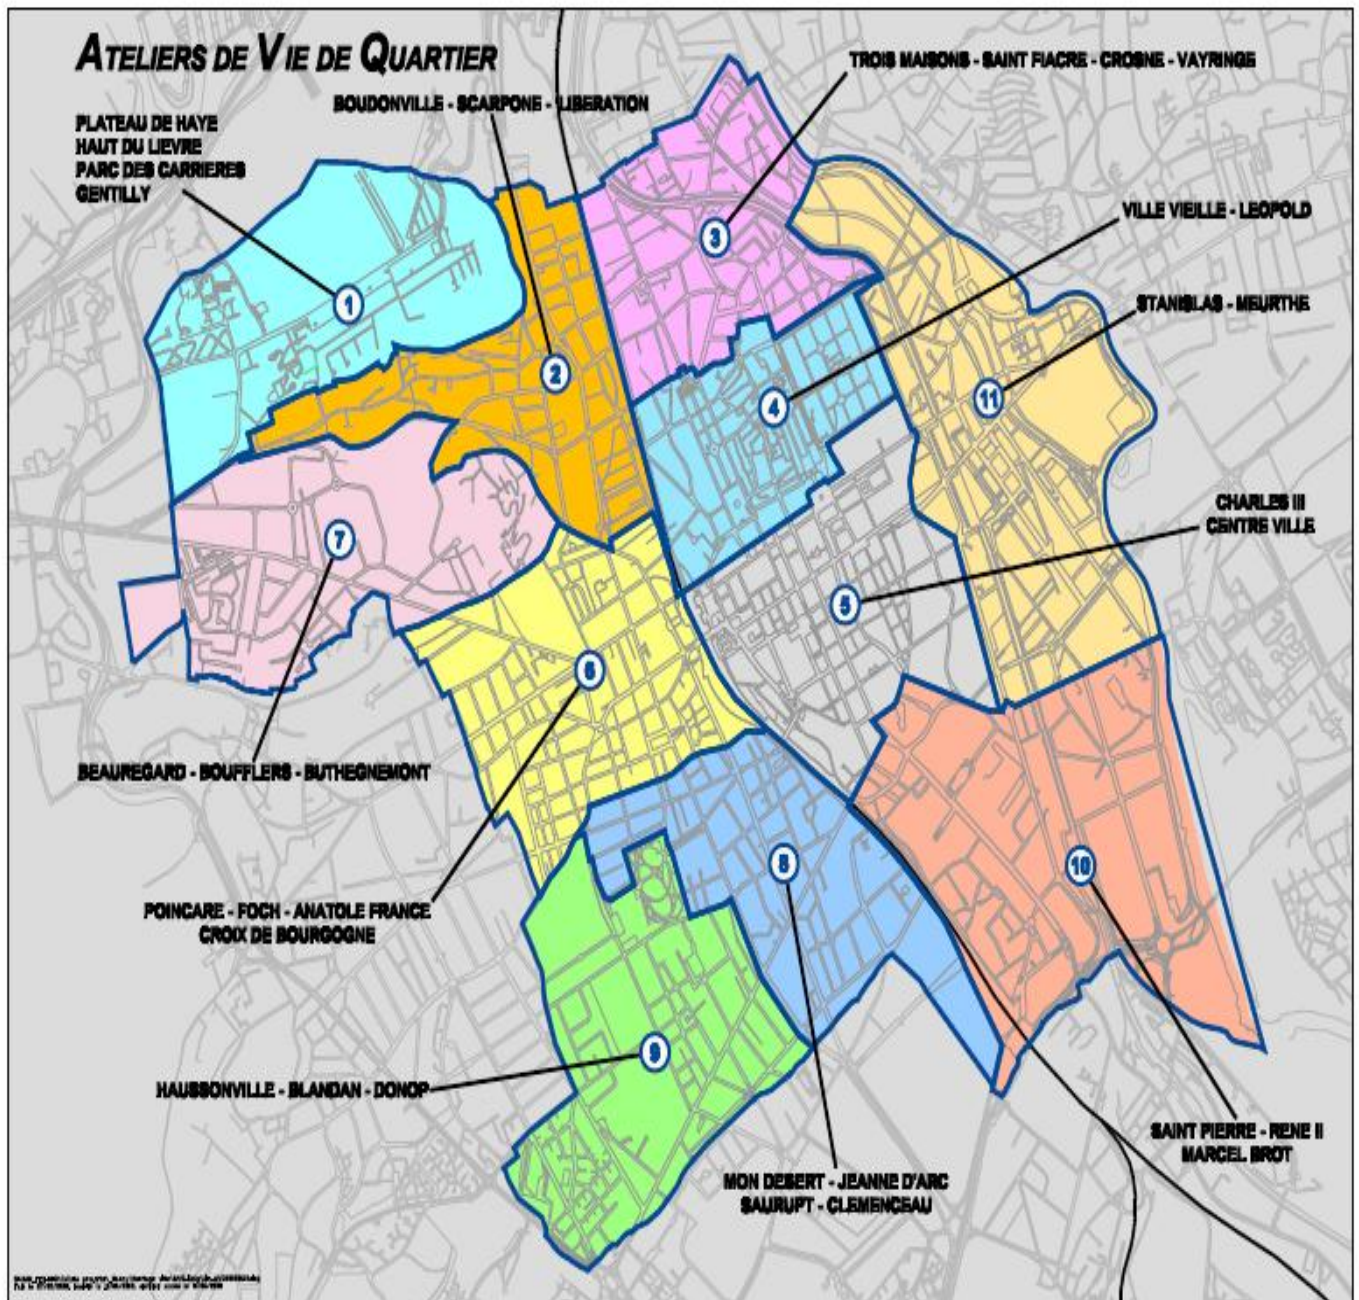 ATELIERS DE VIE DE QUARTIER
TROIS MAISONS - SAINT FIACRE - CROSNE - VAYRINGE
BOUDONVILLE - SCARPONE - LIBERATION
PLATEAU DE HAYE
HAUT DU LIEVRE
PARC DES CARRIERES
GENTILLY
VILLE VIEILLE - LEOPOLD
3
STANISLAS - MEURTHE
1
2
11
4
CHARLES III
CENTRE VILLE
7
5
6
BEAUREGARD - BOUFFLERS - BUTHEGNEMONT
8
10
POINCARE - FOCH - ANATOLE FRANCE
CROIX DE BOURGOGNE
9
HAUSSONVILLE - BLANDAN - DONOP
SAINT PIERRE - RENE II
MARCEL BROT
MON DESERT - JEANNE D'ARC
SAURUPT - CLEMENCEAU